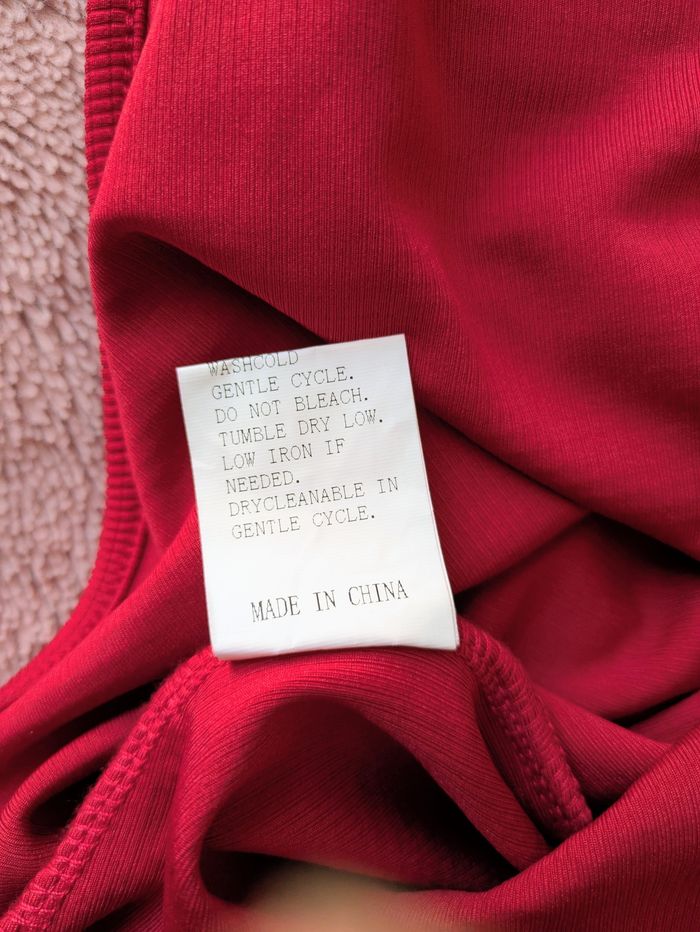 WASHCOLD
GENTLE CYCLE.
DO NOT BLEACH.
TUMBLE DRY LOW.
LOW IRON IF
NEEDED.
DRYCLEANABLE IN
GENTLE CYCLE.
MADE IN CHINA